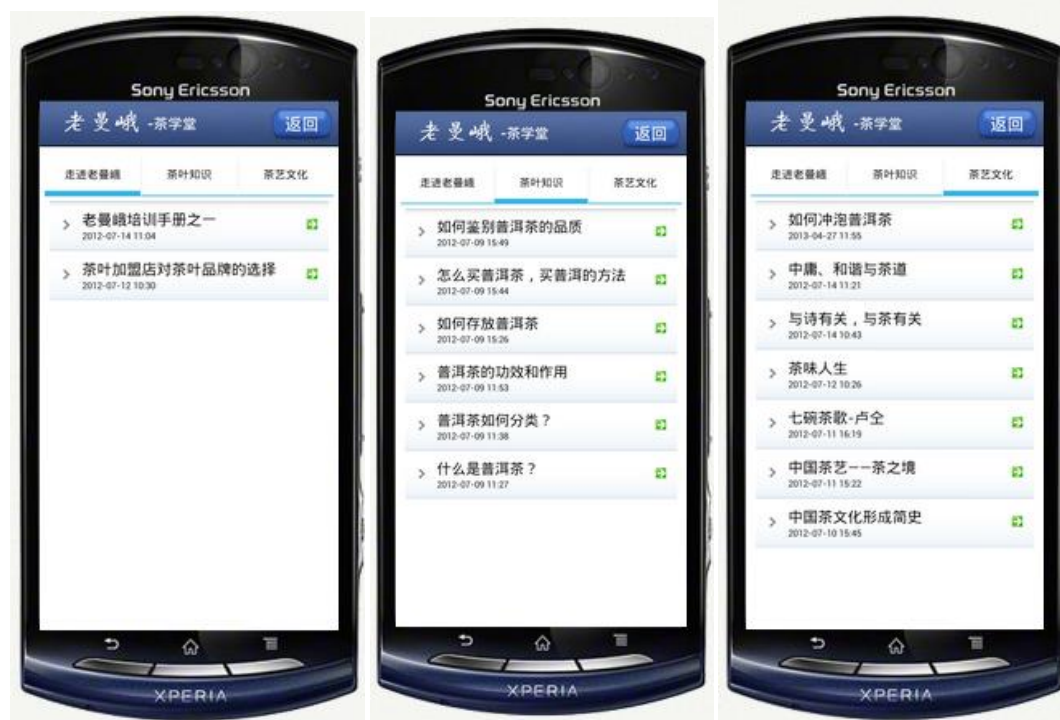 Sony Ericsson
老曼峨 -茶学堂
返回
走进老曼峨 茶叶知识 茶艺文化
老曼峨培训手册之一
2012-07-14 11:04
茶叶加盟店对茶叶品牌的选择
2012-07-12 10:30
XPERIA
Sony Ericsson
老曼峨 -茶学堂
返回
走进老曼峨 茶叶知识 茶艺文化
如何鉴别普洱茶的品质
2012-07-09 15:49
怎么买普洱茶，买普洱的方法
2012-07-09 15:44
如何存放普洱茶
2012-07-09 15:26
普洱茶的功效和作用
2012-07-09 11:53
普洱茶如何分类？
2012-07-09 11:38
什么是普洱茶？
2012-07-09 11:27
XPERIA
Sony Ericsson
老曼峨 -茶学堂
返回
走进老曼峨 茶叶知识 茶艺文化
如何冲泡普洱茶
2013-04-27 11:55
中庸、和谐与茶道
2012-07-14 11:21
与诗有关，与茶有关
2012-07-14 10:43
茶味人生
2012-07-12 10:26
七碗茶歌-卢仝
2012-07-11 16:19
中国茶艺--茶之境
2012-07-11 15:22
中国茶文化形成简史
2012-07-10 15:45
XPERIA